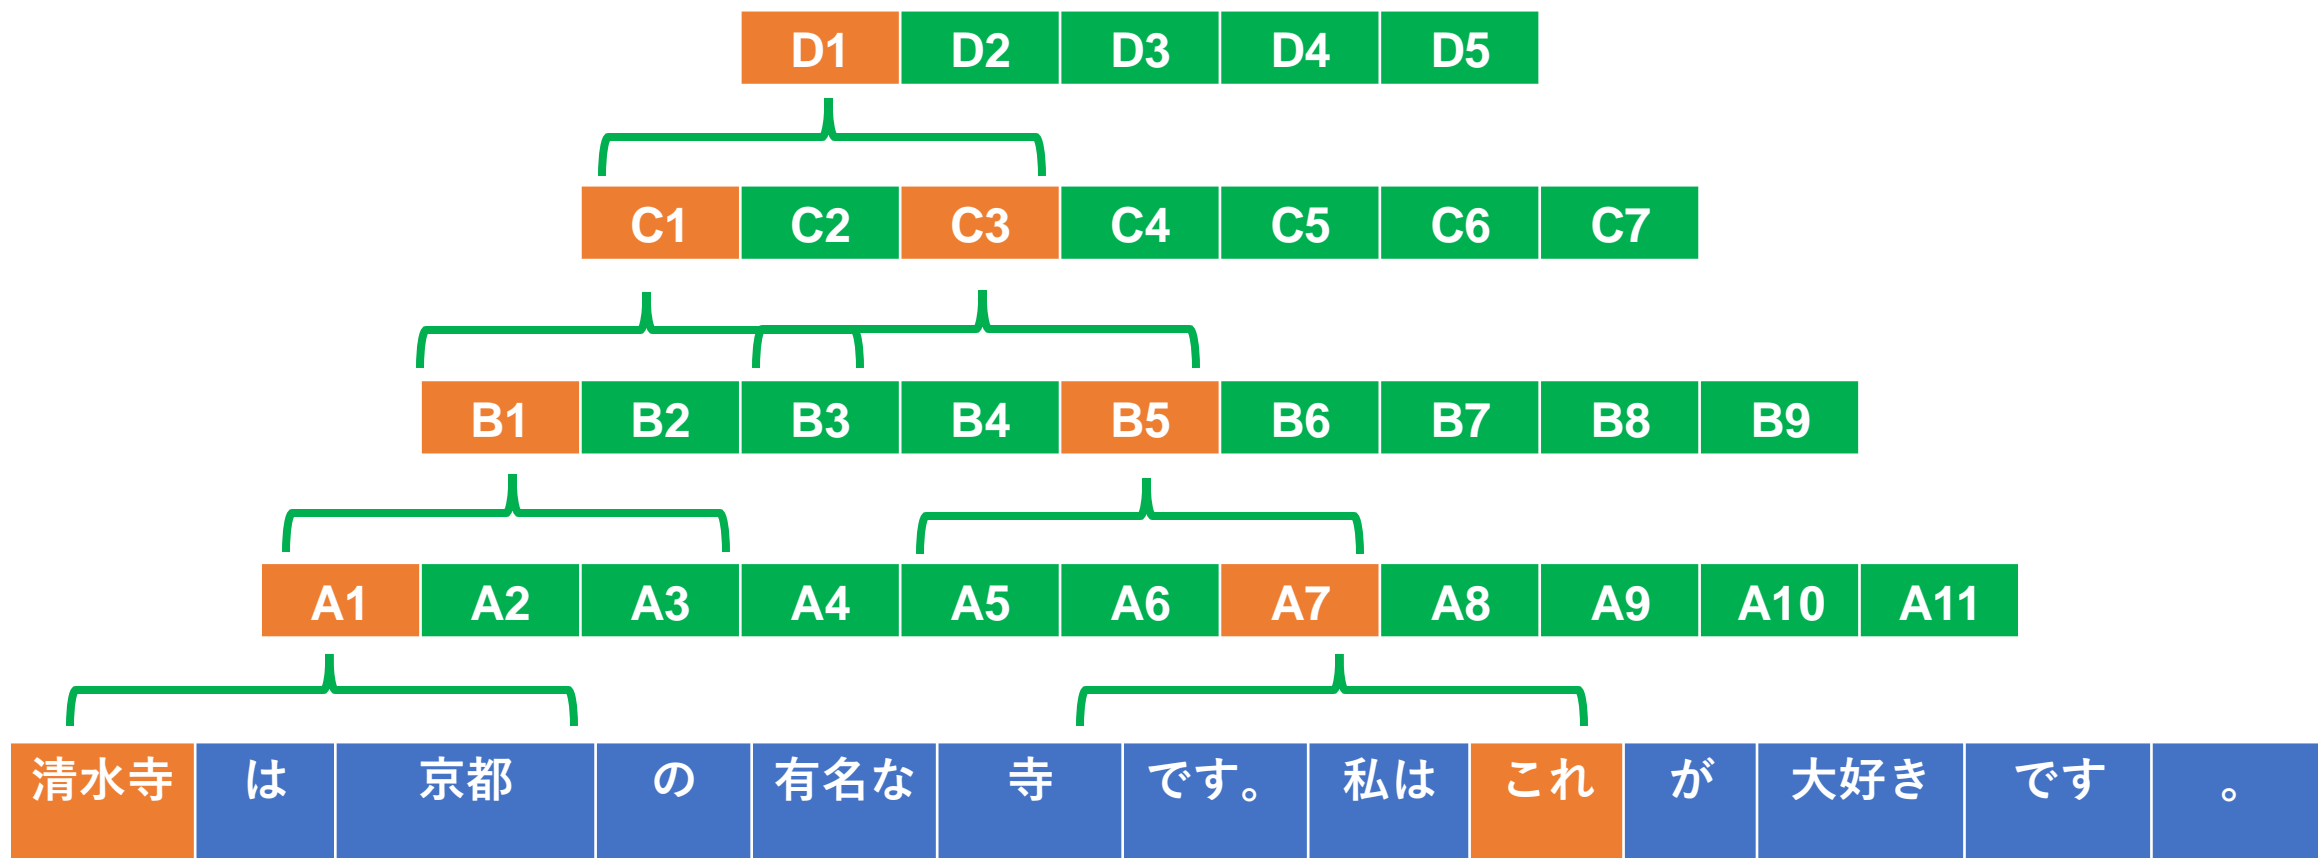 D1 D2 D3 D4 D5
C1 C2 C3 C4 C5 C6 C7
B1 B2 B3 B4 B5 B6 B7 B8 B9
A1 A2 A3 A4 A5 A6 A7 A8 A9 A10 A11
清水寺 は 京都 の 有名な 寺 です。 私は これ が 大好き です 。